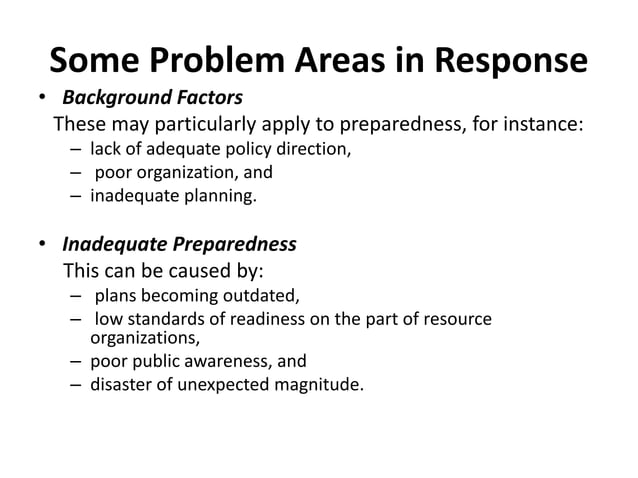 Some Problem Areas in Response
• Background Factors
These may particularly apply to preparedness, for instance:
– lack of adequate policy direction,
– poor organization, and
– inadequate planning.
• Inadequate Preparedness
This can be caused by:
– plans becoming outdated,
– low standards of readiness on the part of resource
organizations,
– poor public awareness, and
– disaster of unexpected magnitude.